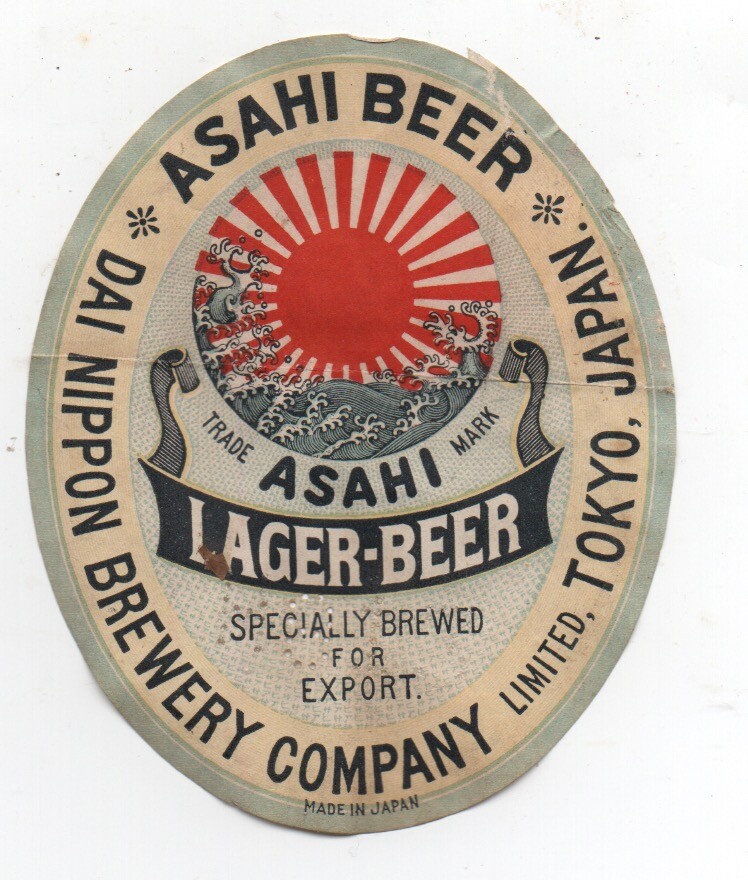 ASAHI BEER
DAI NIPPON BREWERY COMPANY LIMITED, TOKYO, JAPAN.
TRADE MARK
ASAHI
LAGER-BEER
SPECIALLY BREWED
FOR
EXPORT.
MADE IN JAPAN